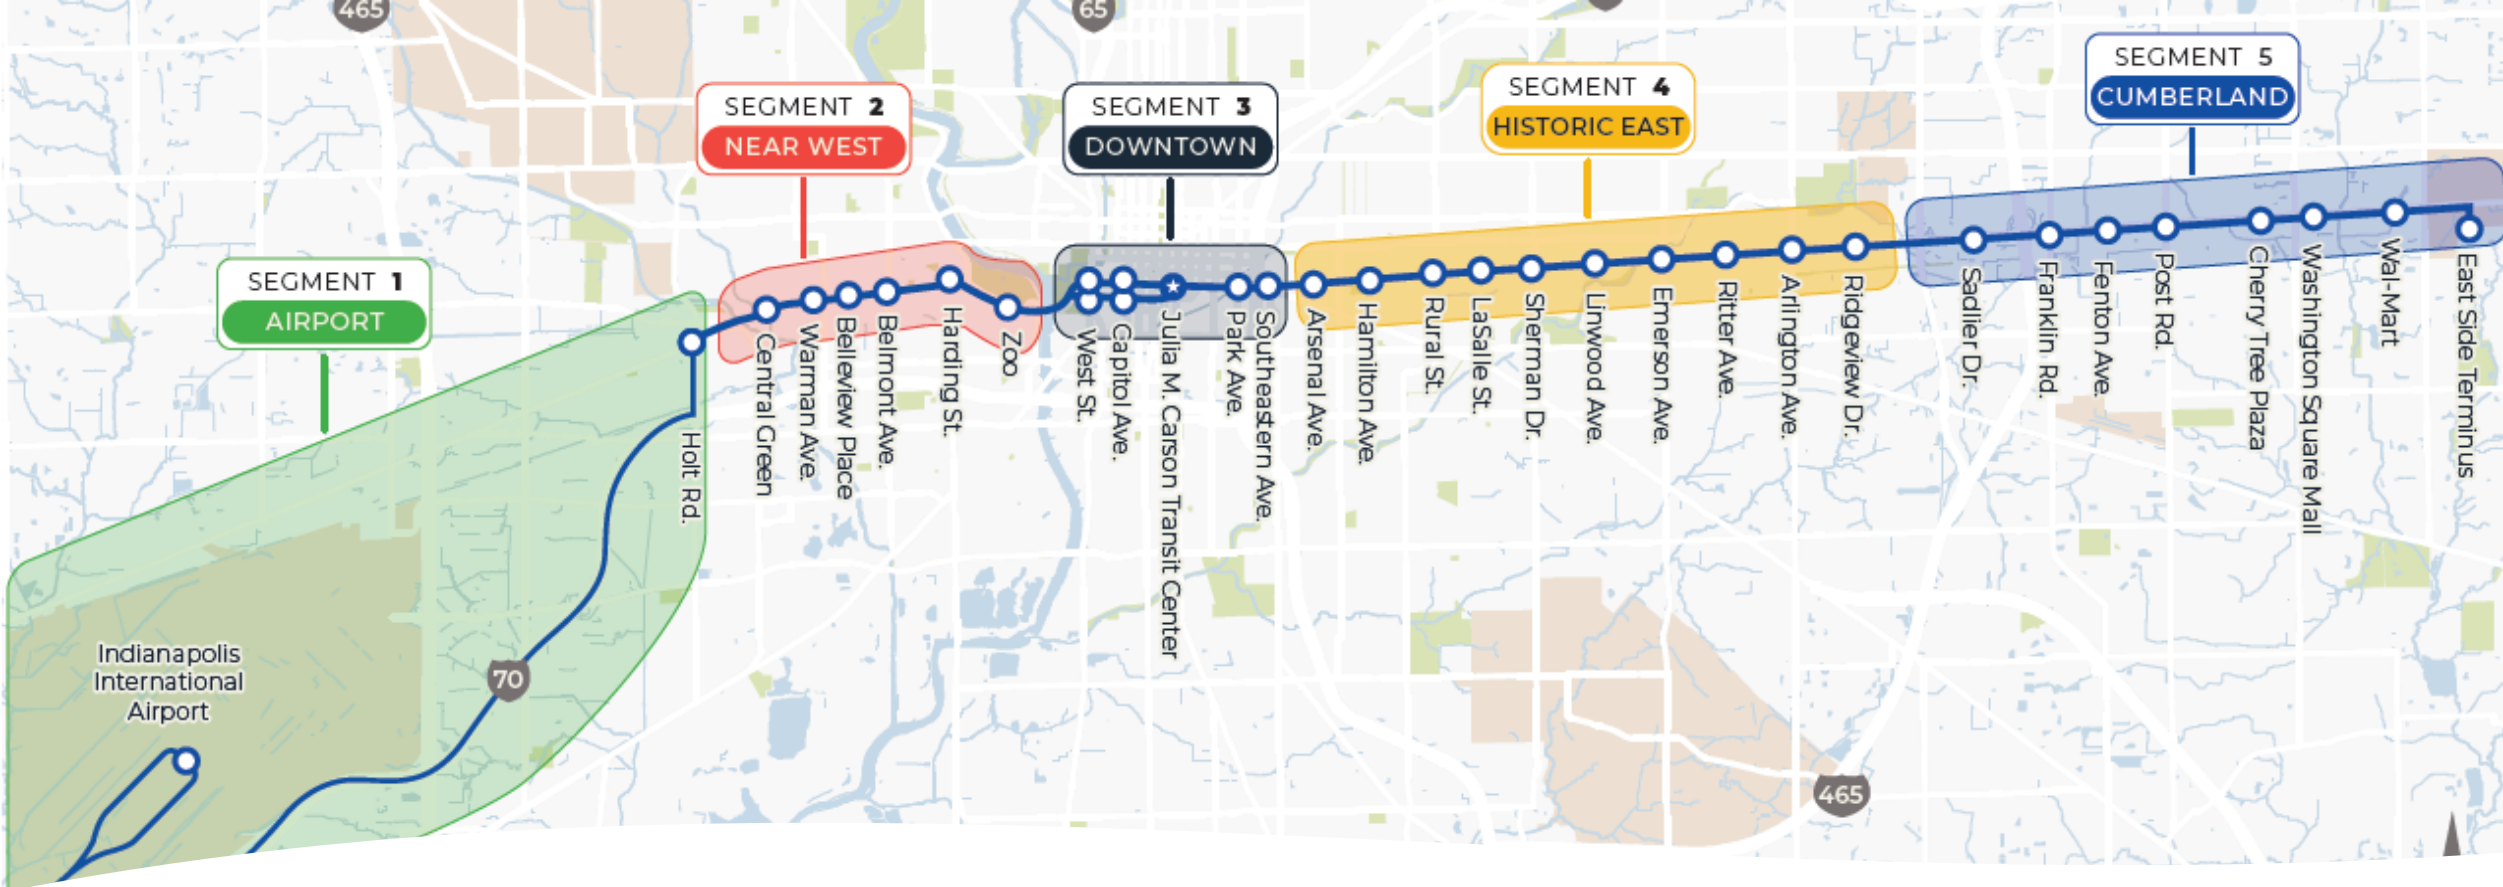 465
65
SEGMENT 5
CUMBERLAND
SEGMENT 4
HISTORIC EAST
SEGMENT 2
NEAR WEST
SEGMENT 3
DOWNTOWN
SEGMENT 1
AIRPORT
Holt Rd.
Central Green
Warman Ave.
Belleview Place
Belmont Ave.
Harding St.
Zoo
West St.
Capitol Ave.
Julia M. Carson Transit Center
Park Ave.
Southeastern Ave.
Arsenal Ave.
Hamilton Ave.
Rural St.
LaSalle St.
Sherman Dr.
Linwood Ave.
Emerson Ave.
Ritter Ave.
Arlington Ave.
Ridgeview Dr.
Sadlier Dr.
Franklin Rd.
Fenton Ave.
Post Rd.
Cherry Tree Plaza
Washington Square Mall
Wal-Mart
East Side Terminus
Indianapolis
International
Airport
70
465